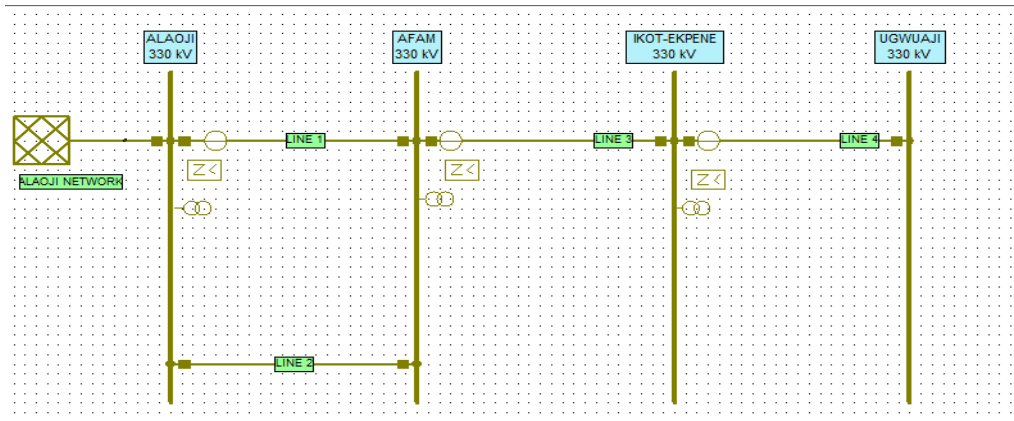 ALAOJI
330 kV
AFAM
330 kV
IKOT-EKPENE
330 kV
UGWUAJI
330 kV
LINE 1
LINE 3
LINE 4
Z<
Z<
Z<
ALAOJI NETWORK
LINE 2